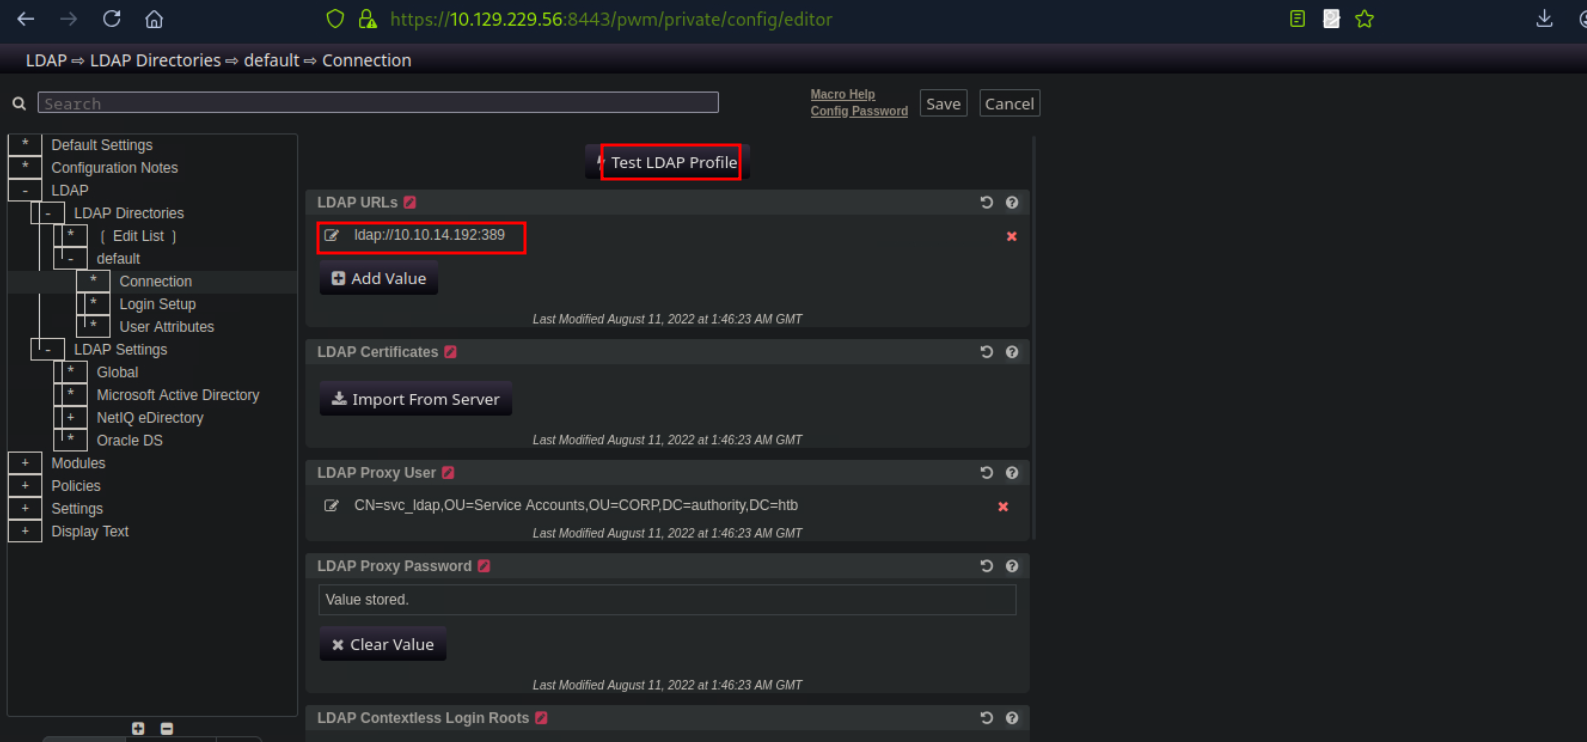 https://10.129.229.56:8443/pwm/private/config/editor
LDAP ⇨ LDAP Directories ⇨ default ⇨ Connection
Search
Macro Help
Config Password
Save
Cancel
* Default Settings
* Configuration Notes
- LDAP
- LDAP Directories
* [ Edit List ]
- default
* Connection
* Login Setup
* User Attributes
- LDAP Settings
* Global
* Microsoft Active Directory
+ NetIQ eDirectory
* Oracle DS
+ Modules
+ Policies
+ Settings
+ Display Text
Test LDAP Profile
LDAP URLs
ldap://10.10.14.192:389
Add Value
Last Modified August 11, 2022 at 1:46:23 AM GMT
LDAP Certificates
Import From Server
Last Modified August 11, 2022 at 1:46:23 AM GMT
LDAP Proxy User
CN=svc_ldap,OU=Service Accounts,OU=CORP,DC=authority,DC=htb
Last Modified August 11, 2022 at 1:46:23 AM GMT
LDAP Proxy Password
Value stored.
Clear Value
Last Modified August 11, 2022 at 1:46:23 AM GMT
LDAP Contextless Login Roots